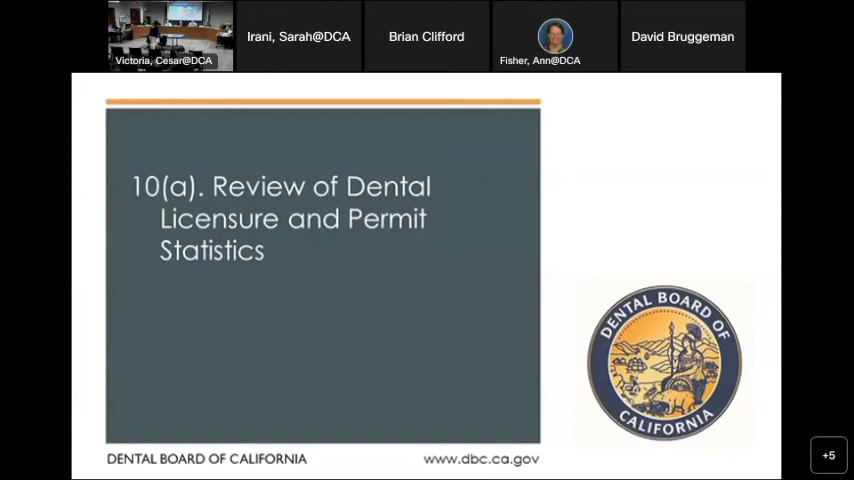 Victoria, Cesar@DCA
Irani, Sarah@DCA
Brian Clifford
Fisher, Ann@DCA
David Bruggeman
10(a). Review of Dental
Licensure and Permit
Statistics
DENTAL BOARD OF
CALIFORNIA
DENTAL BOARD OF CALIFORNIA
www.dbc.ca.gov
+5